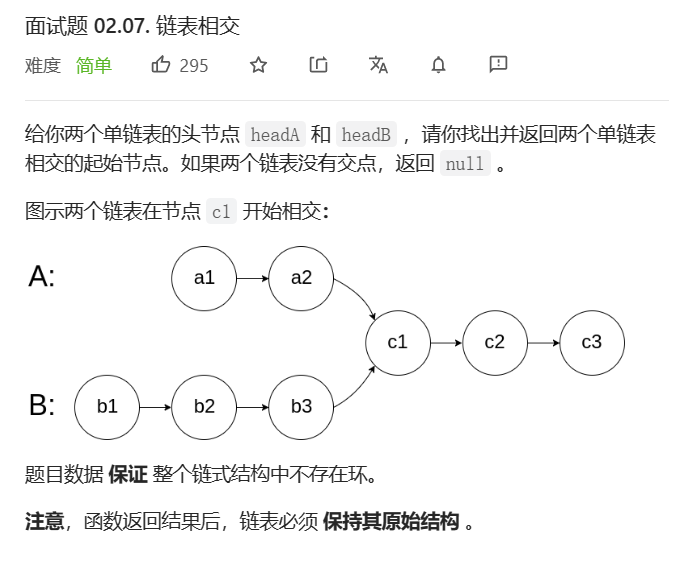 面试题 02.07. 链表相交
难度 简单 295
给你两个单链表的头节点 headA 和 headB ，请你找出并返回两个单链表
相交的起始节点。如果两个链表没有交点，返回 null 。
图示两个链表在节点 c1 开始相交：
A: a1 a2
c1 c2 c3
B: b1 b2 b3
题目数据 保证 整个链式结构中不存在环。
注意，函数返回结果后，链表必须 保持其原始结构 。